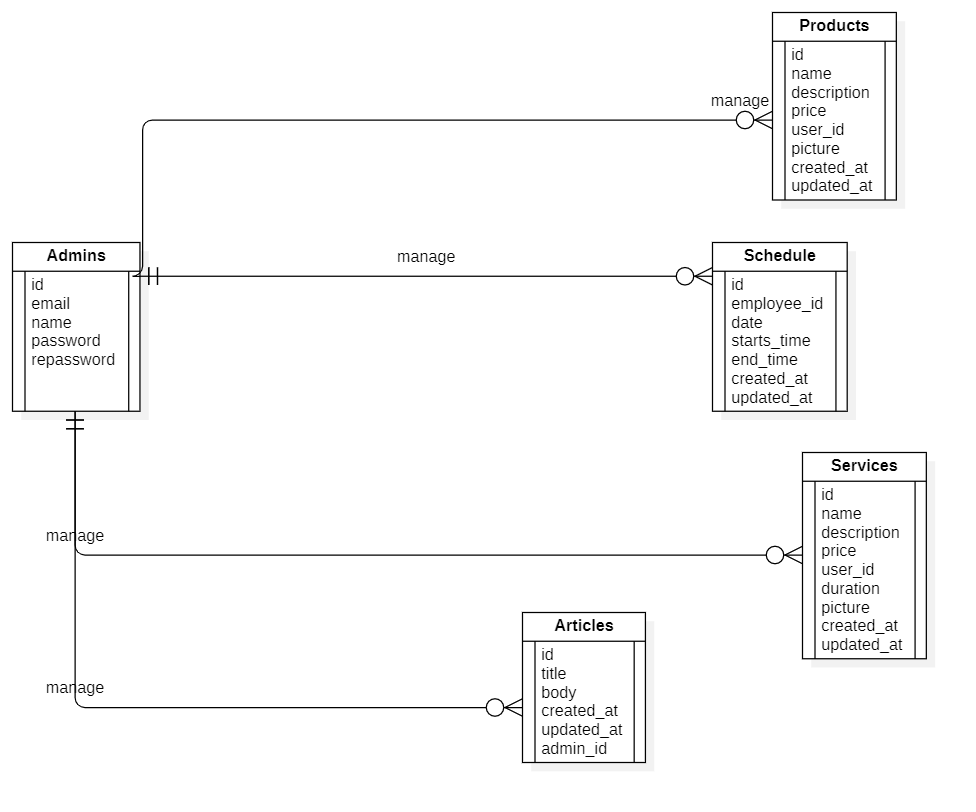 Products
id
name
description
price
user_id
picture
created_at
updated_at
manage
Admins
id
email
name
password
repassword
manage
Schedule
id
employee_id
date
starts_time
end_time
created_at
updated_at
manage
Services
id
name
description
price
user_id
duration
picture
created_at
updated_at
manage
Articles
id
title
body
created_at
updated_at
admin_id